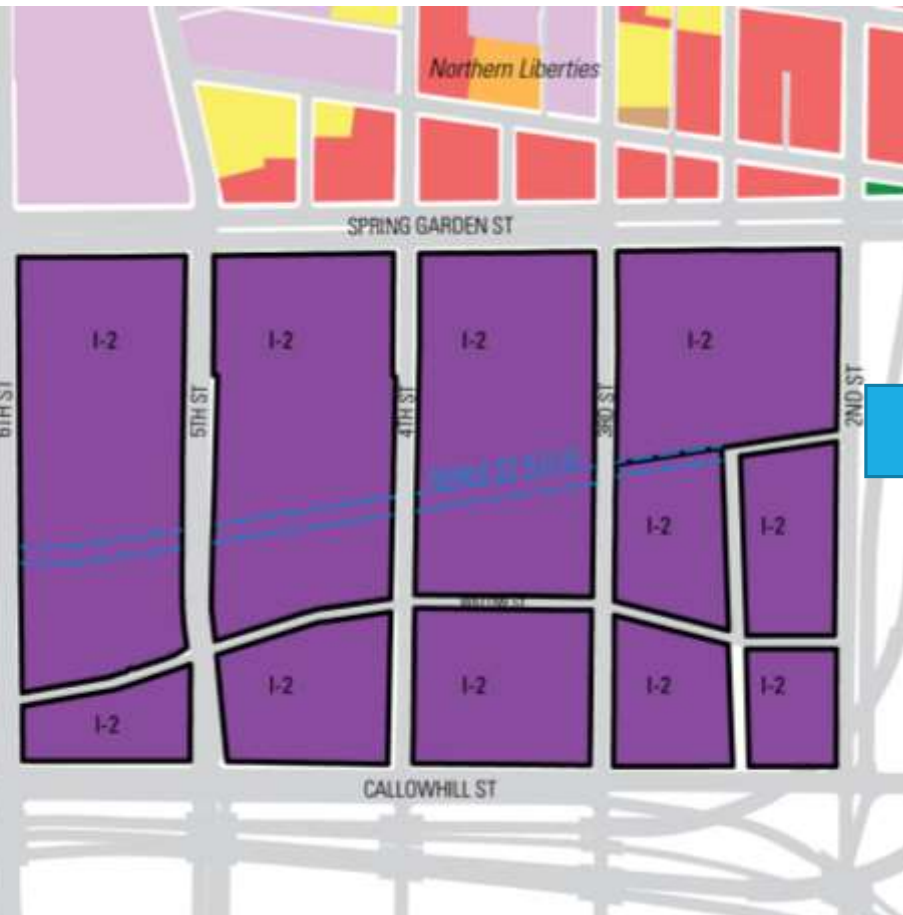 Northern Liberties
SPRING GARDEN ST
I-2
I-2
I-2
I-2
6TH ST
5TH ST
4TH ST
3RD ST
2ND ST
I-2
I-2
I-2
I-2
I-2
I-2
I-2
CALLOWHILL ST